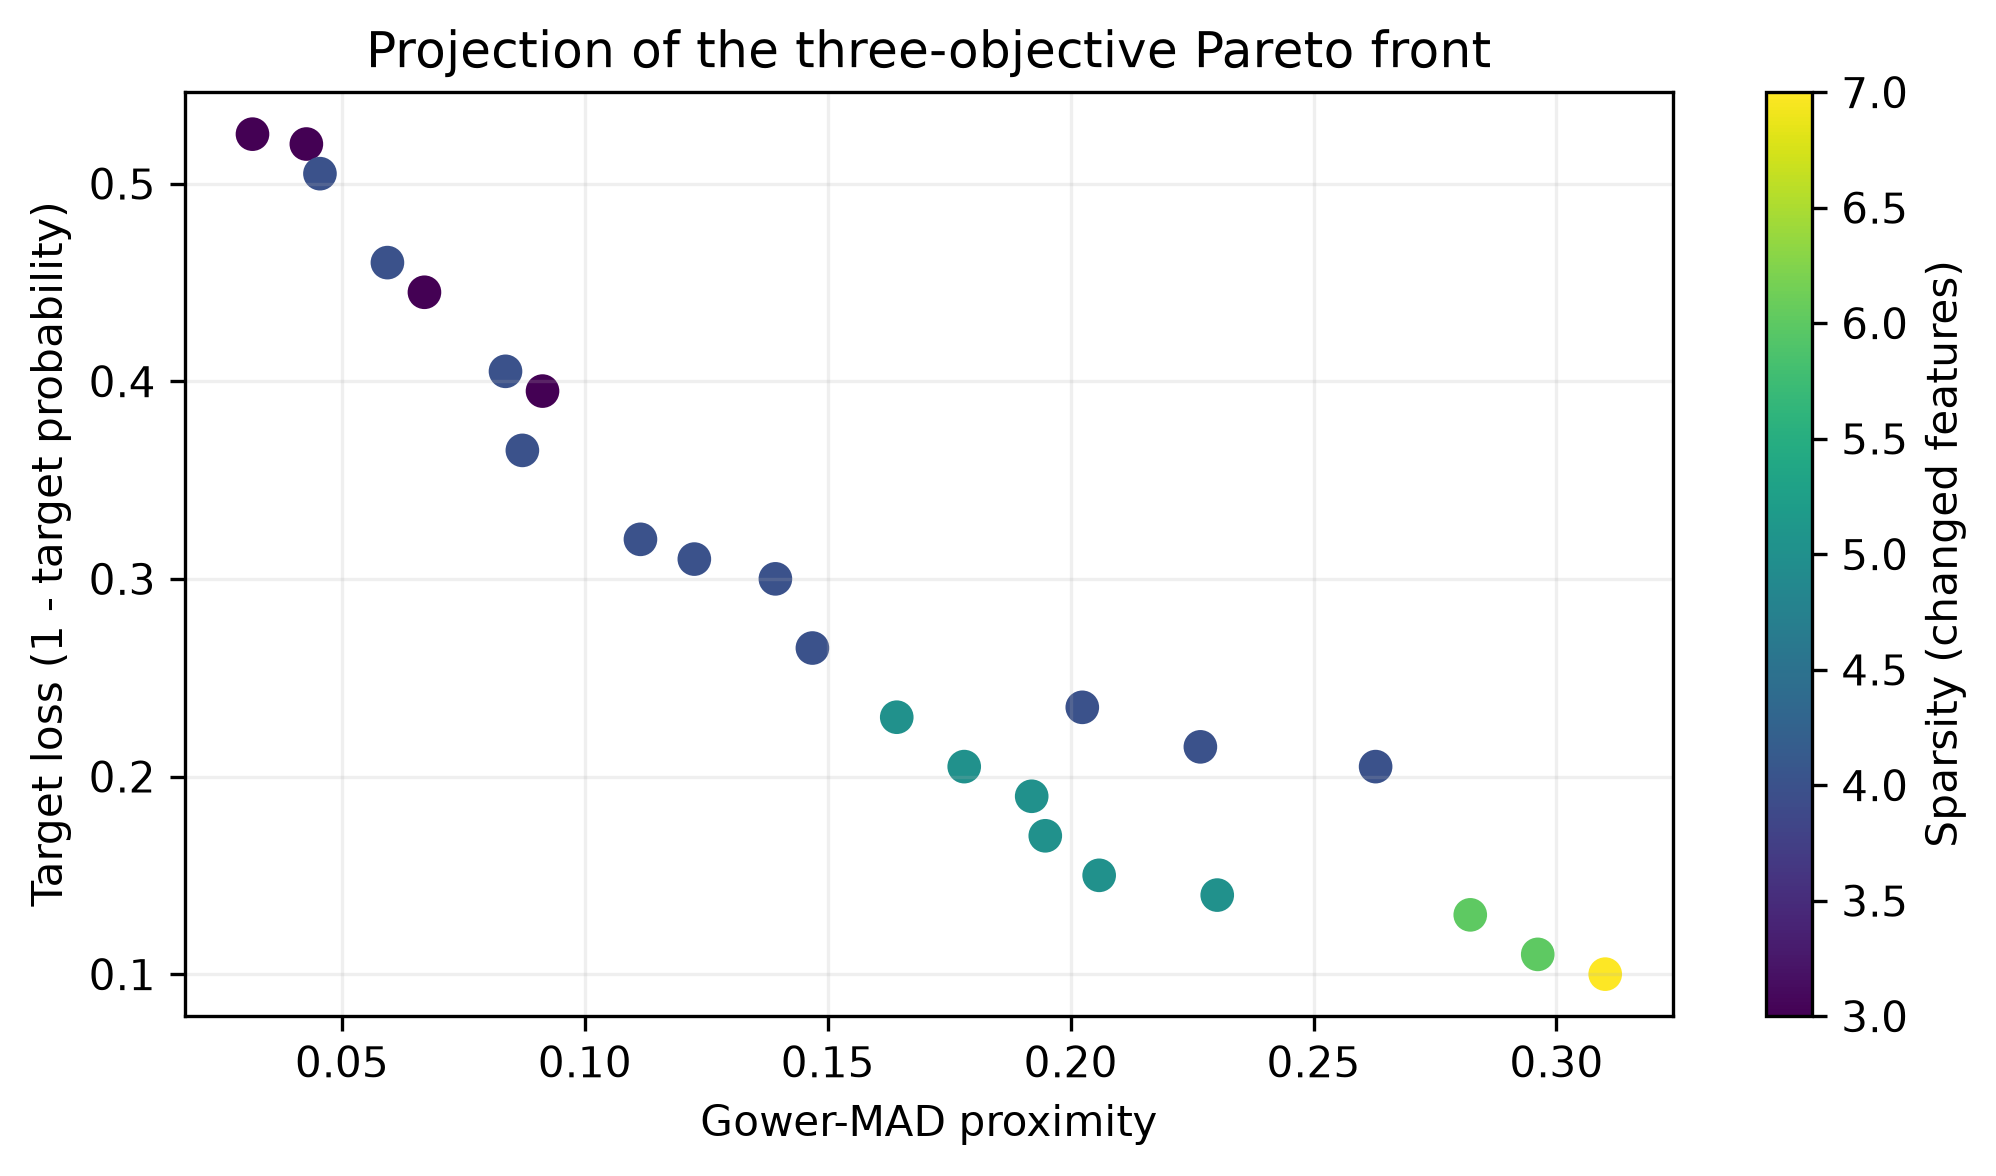 Projection of the three-objective Pareto front
Target loss (1 - target probability)
0.5
0.4
0.3
0.2
0.1
0.05 0.10 0.15 0.20 0.25 0.30
Gower-MAD proximity
7.0
6.5
6.0
5.5
5.0
4.5
4.0
3.5
3.0
Sparsity (changed features)